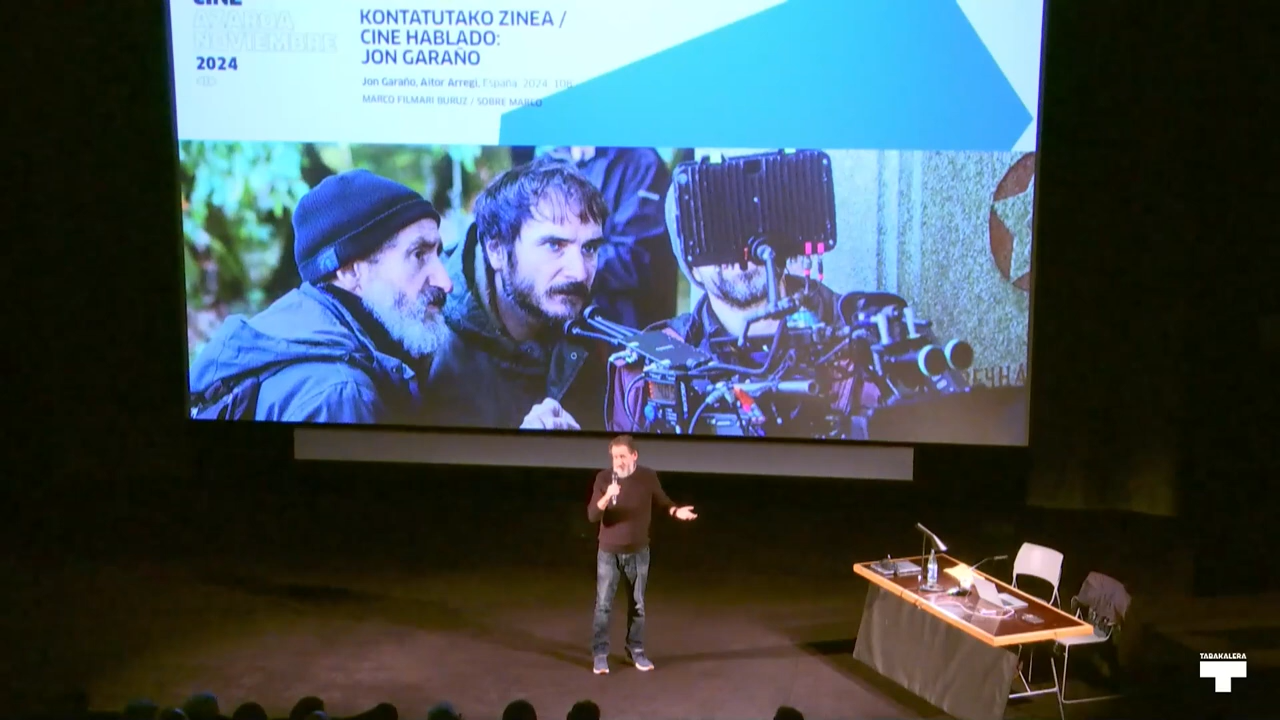 CINE
AZAROA
NOVIEMBRE
2024
KONTATUTAKO ZINEA /
CINE HABLADO:
JON GARAÑO
Jon Garaño, Aitor Arregi, España, 2024, 108
MARCO FILMARI BURUZ / SOBRE MARCO
TABAKALERA